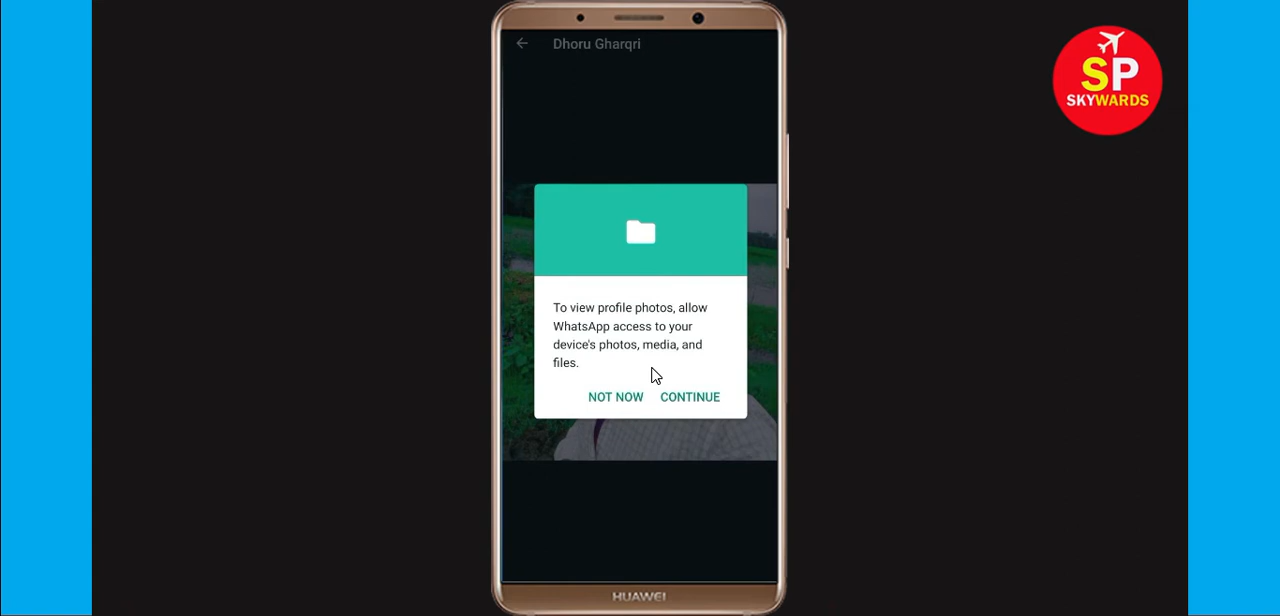 Dhoru Gharqri
SP
SKYWARDS
To view profile photos, allow
WhatsApp access to your
device's photos, media, and
files.
NOT NOW CONTINUE
HUAWEI